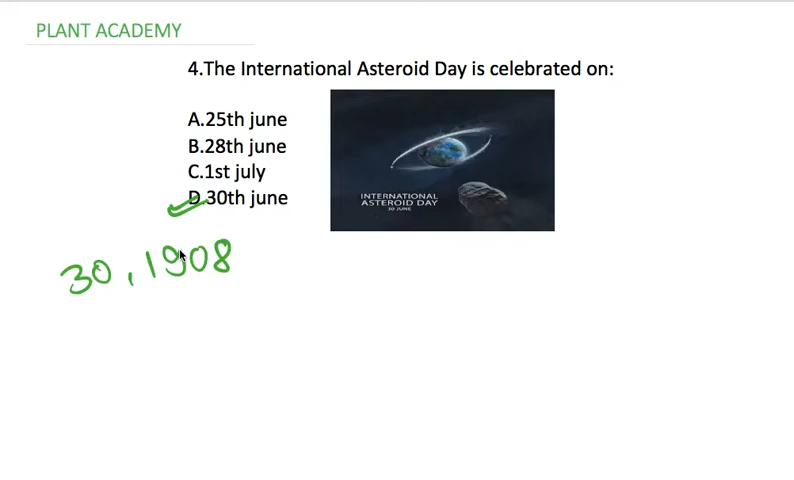 PLANT ACADEMY
4.The International Asteroid Day is celebrated on:
A.25th june
B.28th june
C.1st july
D.30th june
INTERNATIONAL
ASTEROID DAY
30 JUNE
30, 1908